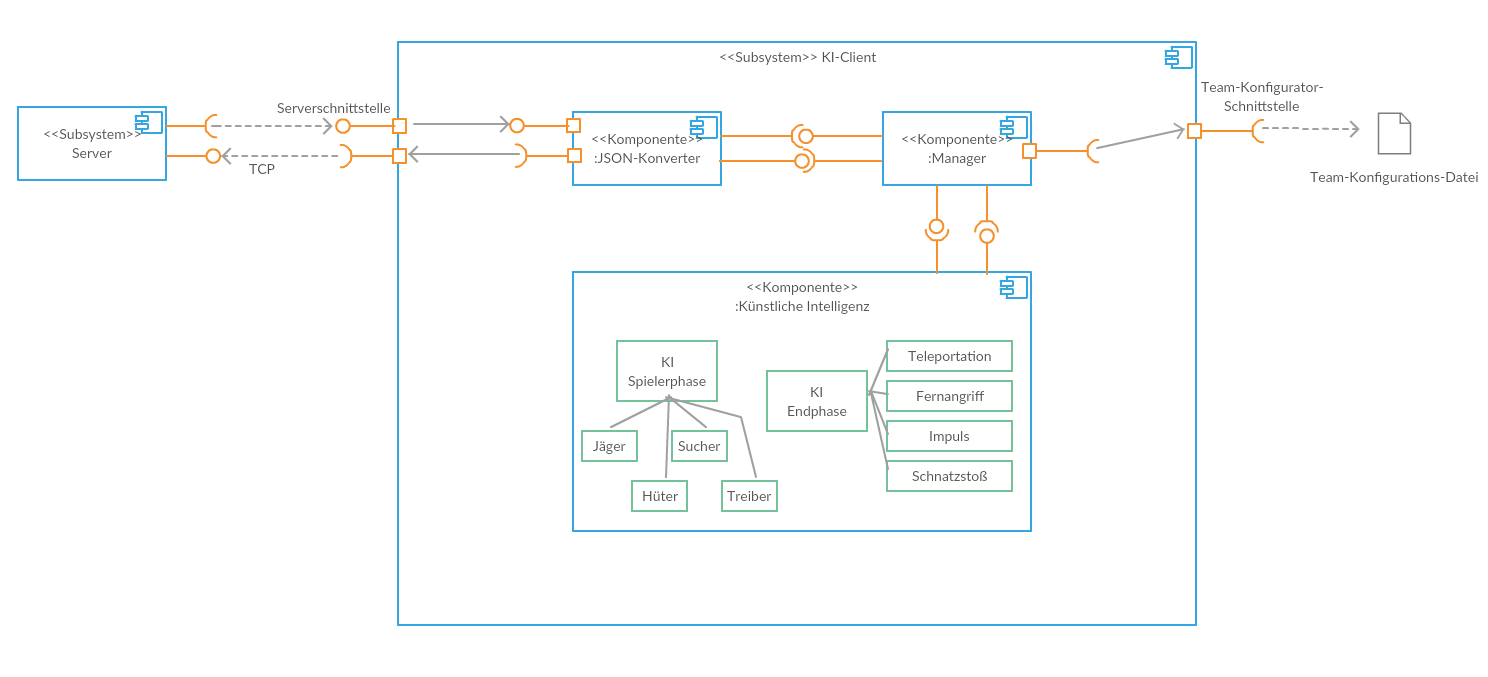 <<Subsystem>> KI-Client
Team-Konfigurator-
Schnittstelle
Serverschnittstelle
<<Subsystem>>
Server
TCP
<<Komponente>>
:JSON-Konverter
<<Komponente>>
:Manager
Team-Konfigurations-Datei
<<Komponente>>
:Künstliche Intelligenz
KI
Spielerphase
Jäger
Sucher
Hüter
Treiber
KI
Endphase
Teleportation
Fernangriff
Impuls
Schnatzstoß